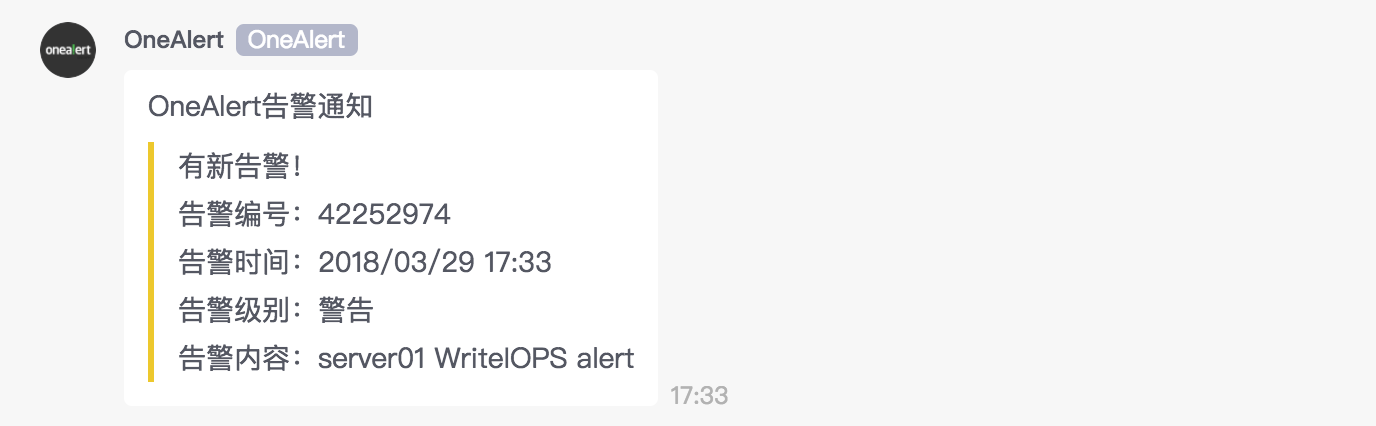 onealert
OneAlert OneAlert
OneAlert告警通知
有新告警！
告警编号：42252974
告警时间：2018/03/29 17:33
告警级别：警告
告警内容：server01 WriteIOPS alert
17:33